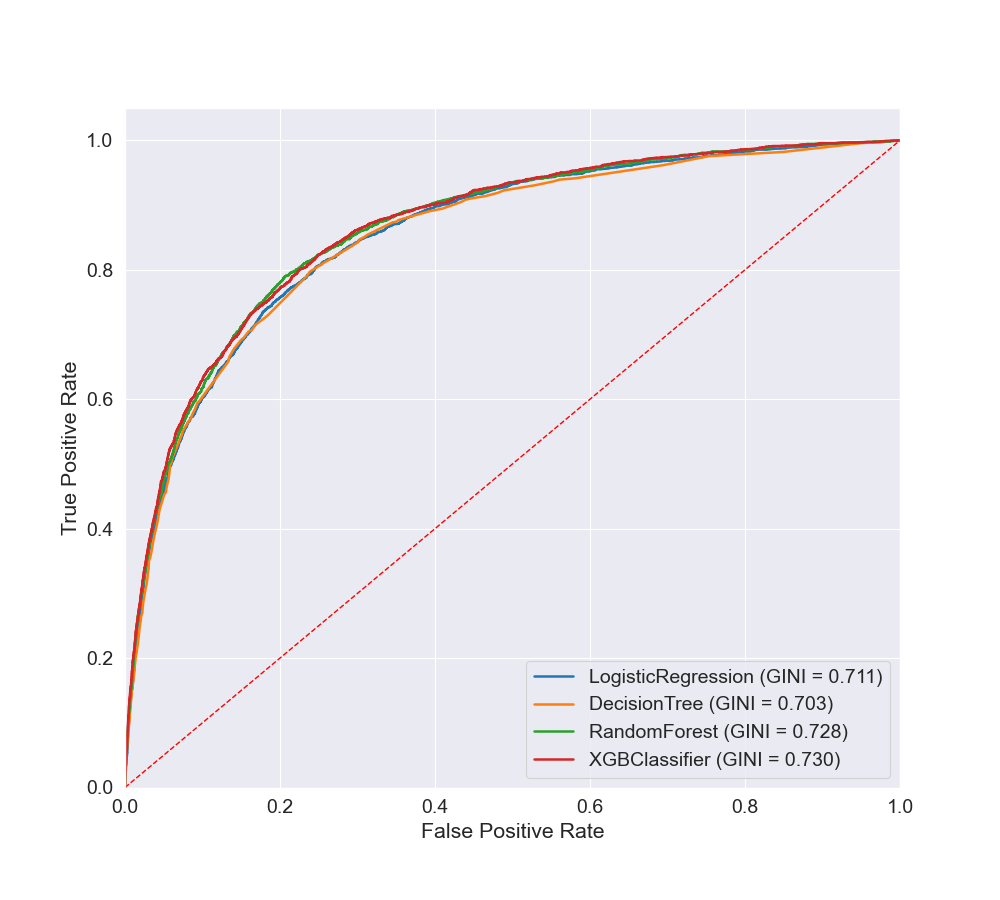 1.0
0.8
0.6
0.4
0.2
0.0
True Positive Rate
LogisticRegression (GINI = 0.711)
DecisionTree (GINI = 0.703)
RandomForest (GINI = 0.728)
XGBClassifier (GINI = 0.730)
0.0 0.2 0.4 0.6 0.8 1.0
False Positive Rate